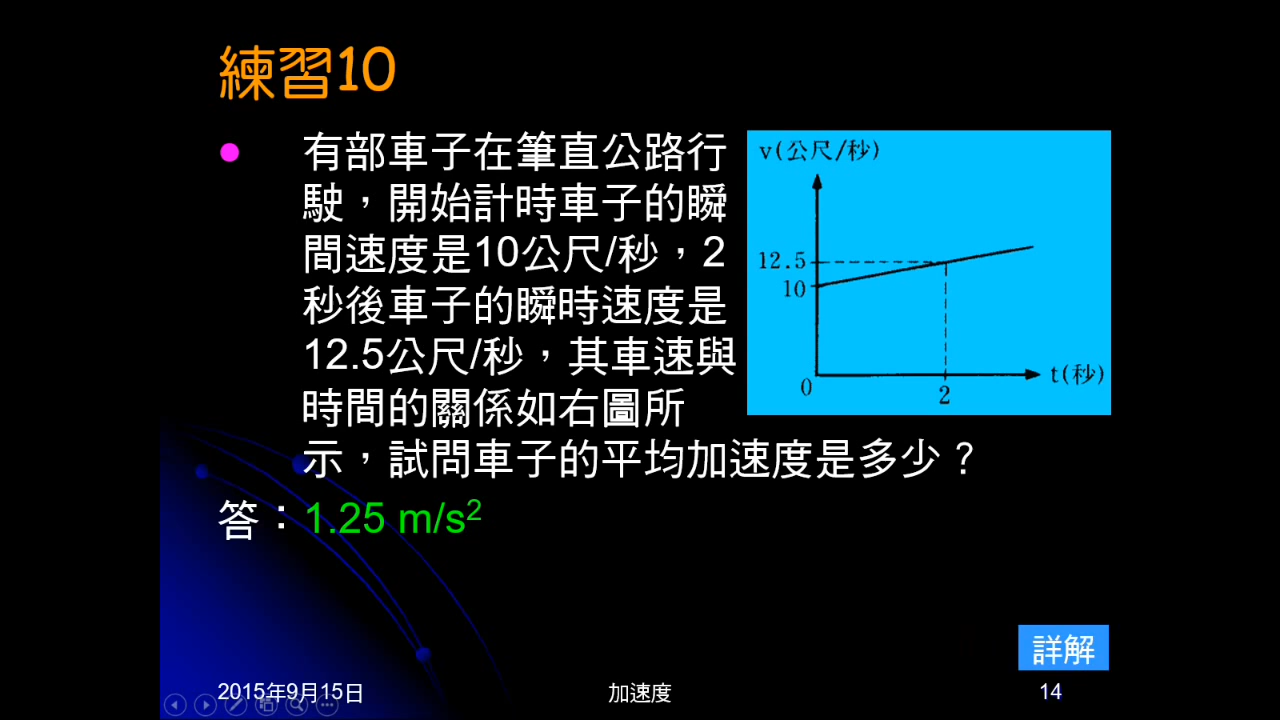 練習10
有部車子在筆直公路行
駛，開始計時車子的瞬
間速度是10公尺/秒，2
秒後車子的瞬時速度是
12.5公尺/秒，其車速與
時間的關係如右圖所
示，試問車子的平均加速度是多少？
答：1.25 m/s²
v(公尺/秒)
12.5
10
0
2
t(秒)
詳解
2015年9月15日
加速度
14